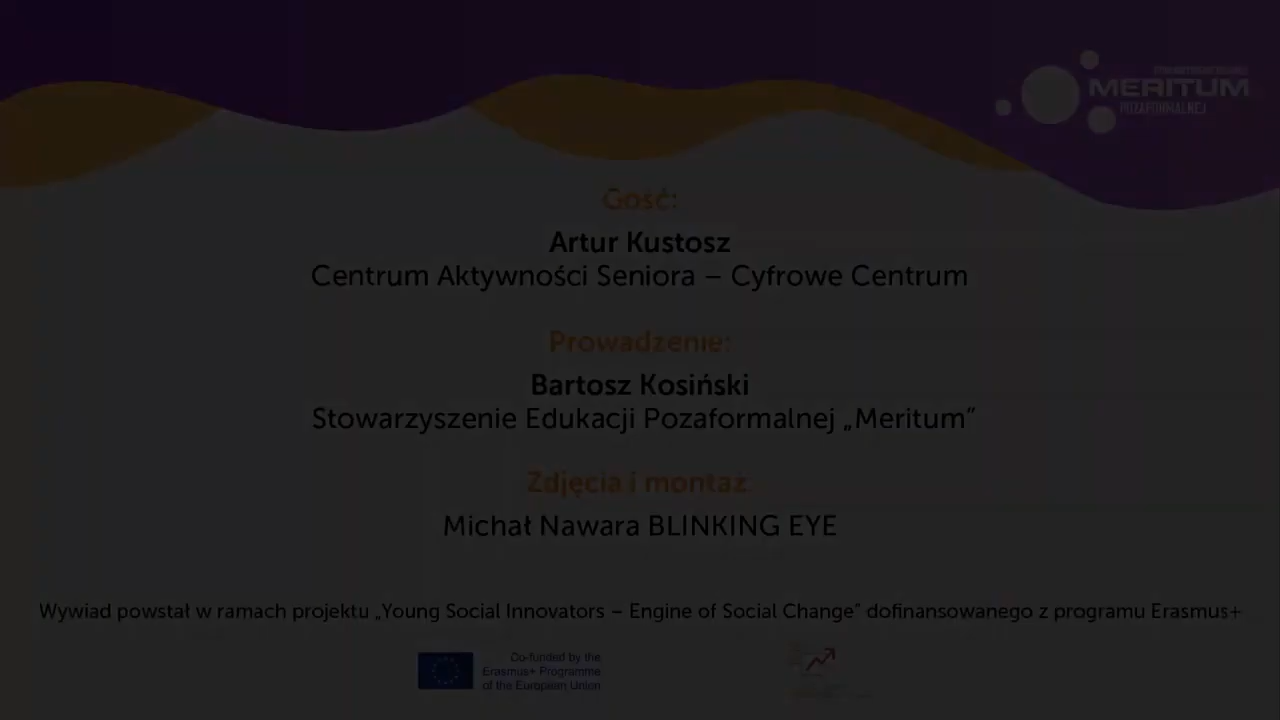 MERITUM
POZAFORMALNEJ
Gość:
Artur Kustosz
Centrum Aktywności Seniora – Cyfrowe Centrum
Prowadzenie:
Bartosz Kosiński
Stowarzyszenie Edukacji Pozaformalnej „Meritum”
Zdjęcia i montaż:
Michał Nawara BLINKING EYE
Wywiad powstał w ramach projektu „Young Social Innovators – Engine of Social Change” dofinansowanego z programu Erasmus+
Co-funded by the
Erasmus+ Programme
of the European Union